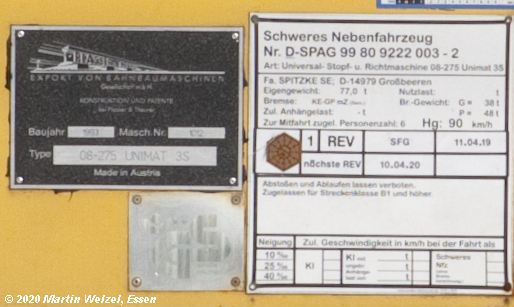 EXPORT VON BAHNBAUMASCHINEN
Gesellschaft m.b.H.
KONSTRUKTION UND PATENTE
bei Plasser & Theurer
Baujahr 1993 Masch. Nr. 1012
Type 08-275 UNIMAT 3S
Made in Austria
Schweres Nebenfahrzeug
Nr. D-SPAG 99 80 9222 003 - 2
Art: Universal- Stopf- u. Richtmaschine 08-275 Unimat 3S
Fa. SPITZKE SE; D-14979 Großbeeren
Eigengewicht: 77,0 t Nutzlast: t
Bremse: KE-GP mZ Br.-Gewicht: G = 38 t
Zul. Anhängelast: - t P = 48 t
Zur Mitfahrt zugel. Personenzahl: 6 Hg: 90 km/h
1 REV SFG 11.04.19
nächste REV 10.04.20
Abstoßen und Ablaufen lassen verboten.
Zugelassen für Streckenklasse B1 und höher.
Neigung Zul. Geschwindigkeit in km/h bei der Fahrt als
10 ‰ Kl Kl t Schweres
25 ‰ t Nfz
40 ‰ t
© 2020 Martin Welzel, Essen